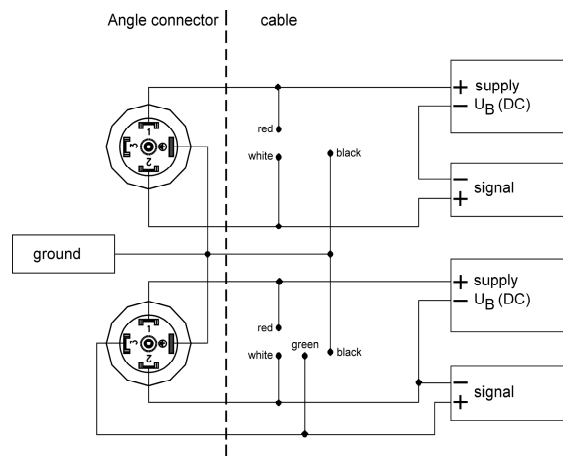 Angle connector
cable
+ supply
− U_B (DC)
red
1
3
2
white
black
− signal
+
ground
+ supply
− U_B (DC)
red
green
1
3
2
white
black
− signal
+